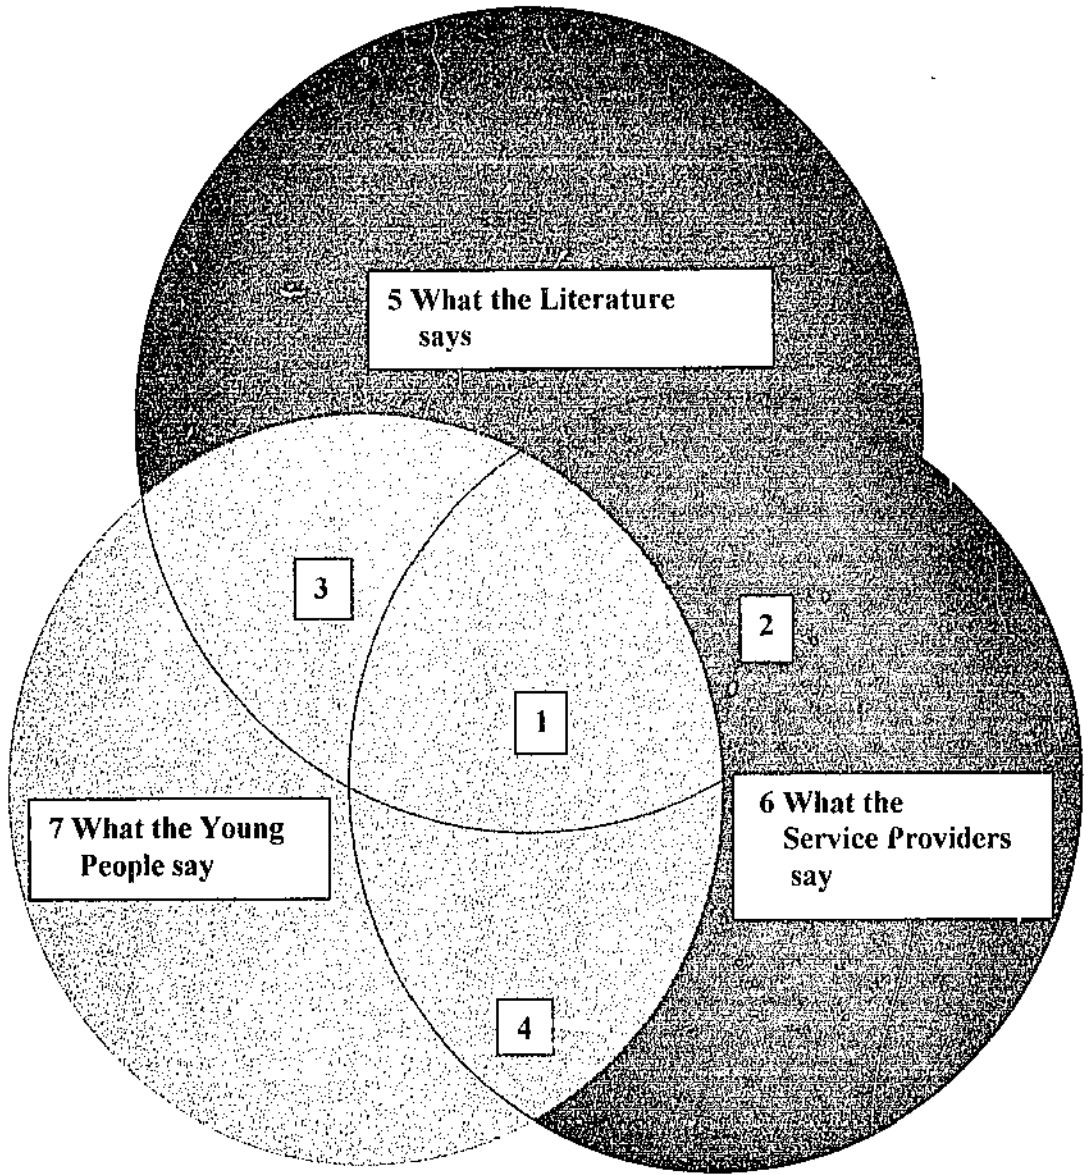 5 What the Literature
says
3
2
1
7 What the Young
People say
6 What the
Service Providers
say
4